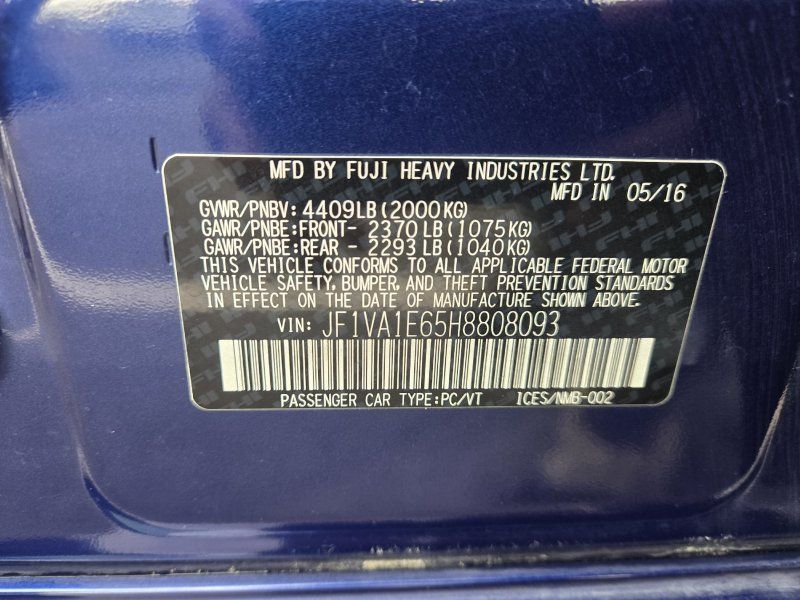 MFD BY FUJI HEAVY INDUSTRIES LTD.
MFD IN 05/16
GVWR/PNBV: 4409LB(2000KG)
GAWR/PNBE:FRONT- 2370LB(1075KG)
GAWR/PNBE:REAR - 2293LB(1040KG)
THIS VEHICLE CONFORMS TO ALL APPLICABLE FEDERAL MOTOR
VEHICLE SAFETY, BUMPER, AND THEFT PREVENTION STANDARDS
IN EFFECT ON THE DATE OF MANUFACTURE SHOWN ABOVE.
VIN: JF1VA1E65H8808093
PASSENGER CAR TYPE:PC/VT ICES/NMB-002